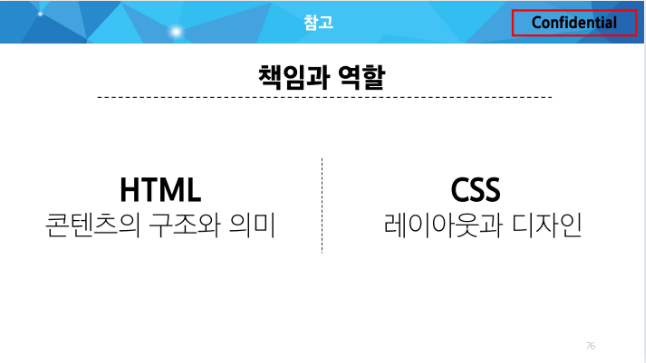 참고
Confidential
책임과 역할
HTML
콘텐츠의 구조와 의미
CSS
레이아웃과 디자인
76